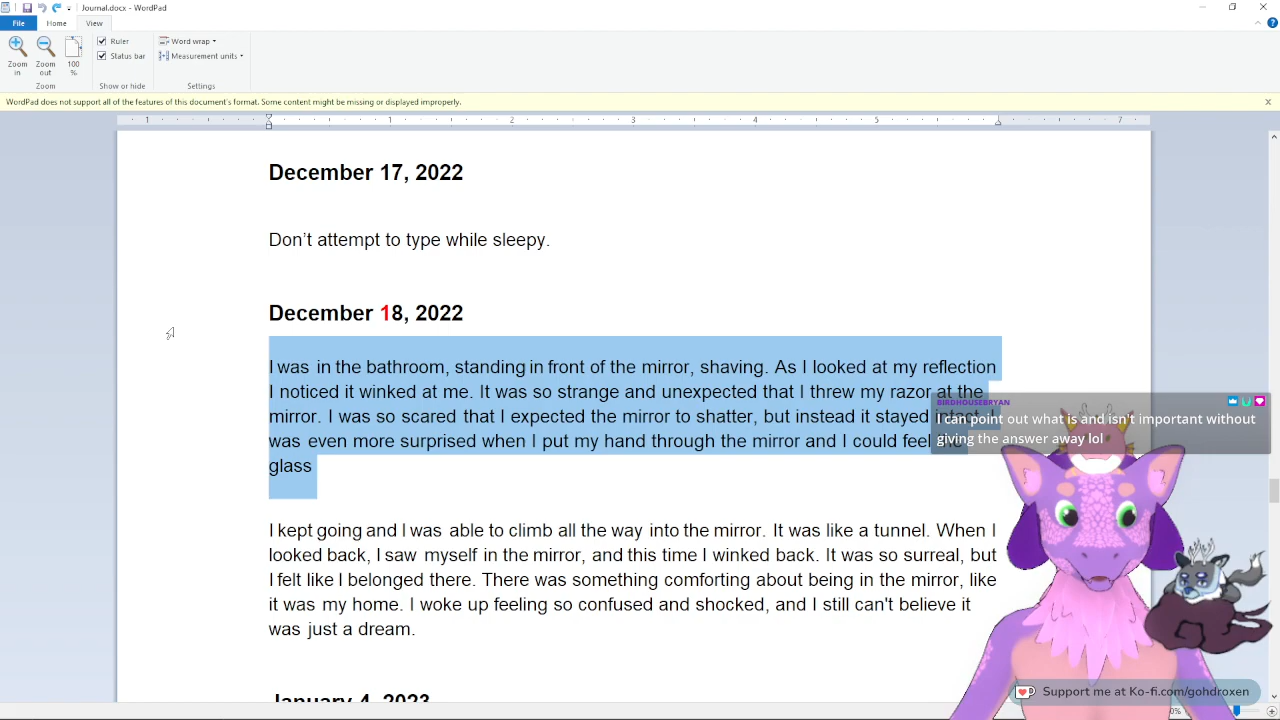 Journal.docx - WordPad
File Home View
Zoom in
Zoom out
100 %
Ruler
Status bar
Word wrap
Measurement units
Zoom
Show or hide
Settings
WordPad does not support all of the features of this document's format. Some content might be missing or displayed improperly.
1 1 2 3 4 5 7
December 17, 2022
Don't attempt to type while sleepy.
December 18, 2022
I was in the bathroom, standing in front of the mirror, shaving. As I looked at my reflection
I noticed it winked at me. It was so strange and unexpected that I threw my razor at the
mirror. I was so scared that I expected the mirror to shatter, but instead it stayed intact. I
was even more surprised when I put my hand through the mirror and I could feel
glass
I kept going and I was able to climb all the way into the mirror. It was like a tunnel. When I
looked back, I saw myself in the mirror, and this time I winked back. It was so surreal, but
I felt like I belonged there. There was something comforting about being in the mirror, like
it was my home. I woke up feeling so confused and shocked, and I still can't believe it
was just a dream.
January 4, 2023
BIRDHOUSEBRYAN
I can point out what is and isn't important without
giving the answer away lol
Support me at Ko-fi.com/gohdroxen